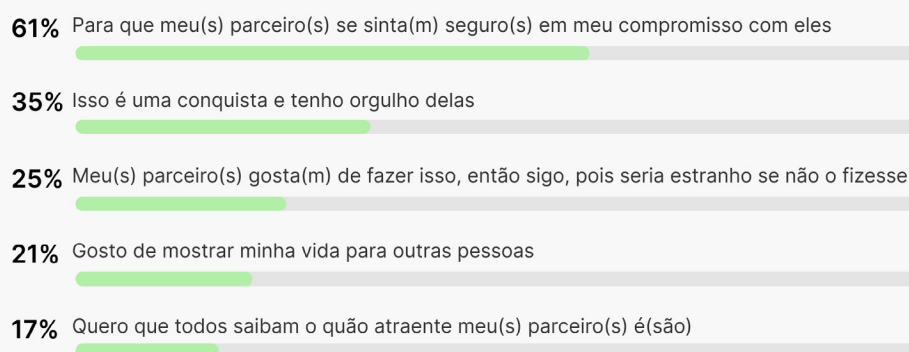 61% Para que meu(s) parceiro(s) se sinta(m) seguro(s) em meu compromisso com eles
35% Isso é uma conquista e tenho orgulho delas
25% Meu(s) parceiro(s) gosta(m) de fazer isso, então sigo, pois seria estranho se não o fizesse
21% Gosto de mostrar minha vida para outras pessoas
17% Quero que todos saibam o quão atraente meu(s) parceiro(s) é(são)